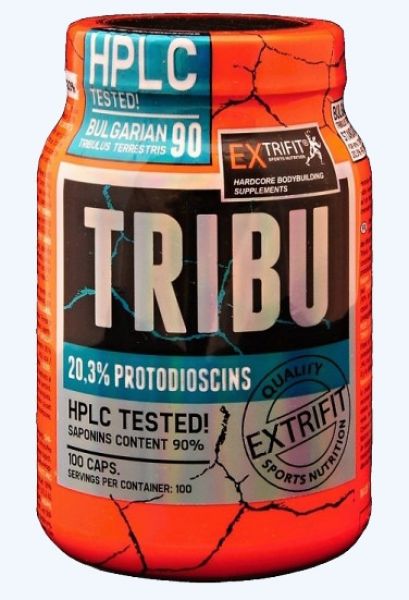 HPLC
TESTED!
BULGARIAN
TRIBULUS TERRESTRIS 90
EXTRIFIT®
SPORTS NUTRITION
HARDCORE BODYBUILDING
SUPPLEMENTS
TRIBU
20,3% PROTODIOSCINS
HPLC TESTED!
SAPONINS CONTENT 90%
100 CAPS.
SERVINGS PER CONTAINER: 100
QUALITY
EXTRIFIT
SPORTS NUTRITION